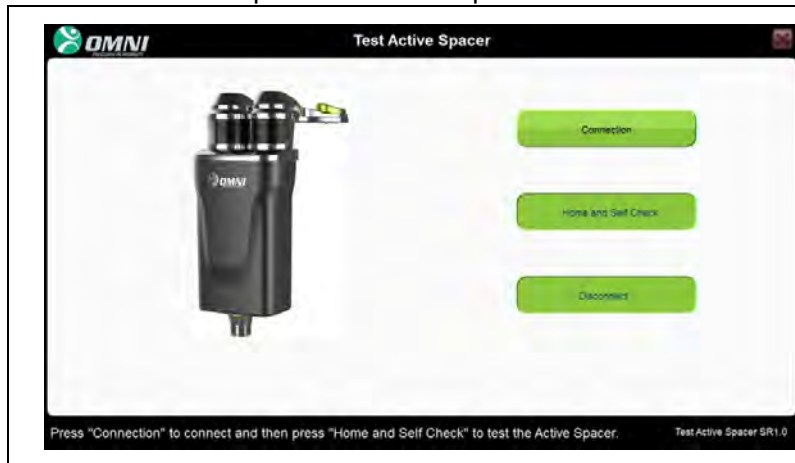 OMNI
Test Active Spacer
OMNI
Connection
Home and Self Check
Disconnect
Press "Connection" to connect and then press "Home and Self Check" to test the Active Spacer.
Test Active Spacer SR1.0